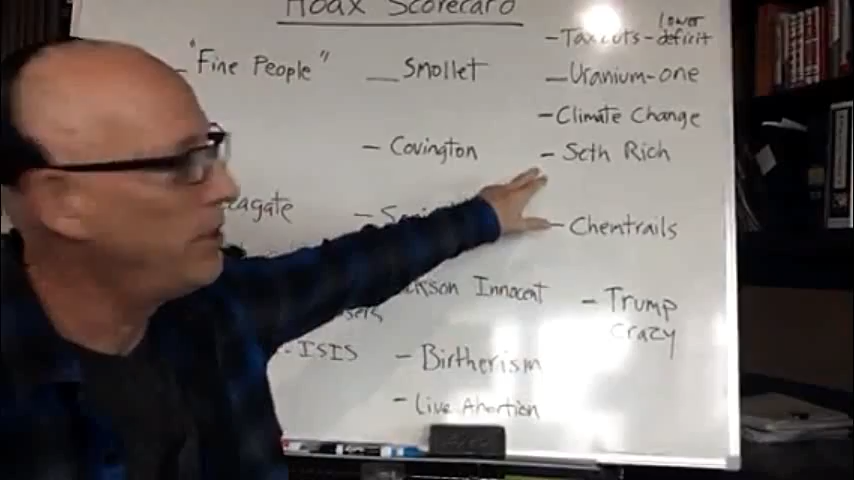 Hoax Scorecard
lower
- Tax cuts - deficit
- "Fine People"
- Smollet
- Uranium-one
- Climate Change
- Covington
- Seth Rich
- Chemtrails
Innocent
- Trump
Crazy
- ISIS
- Birtherism
- Live Abortion